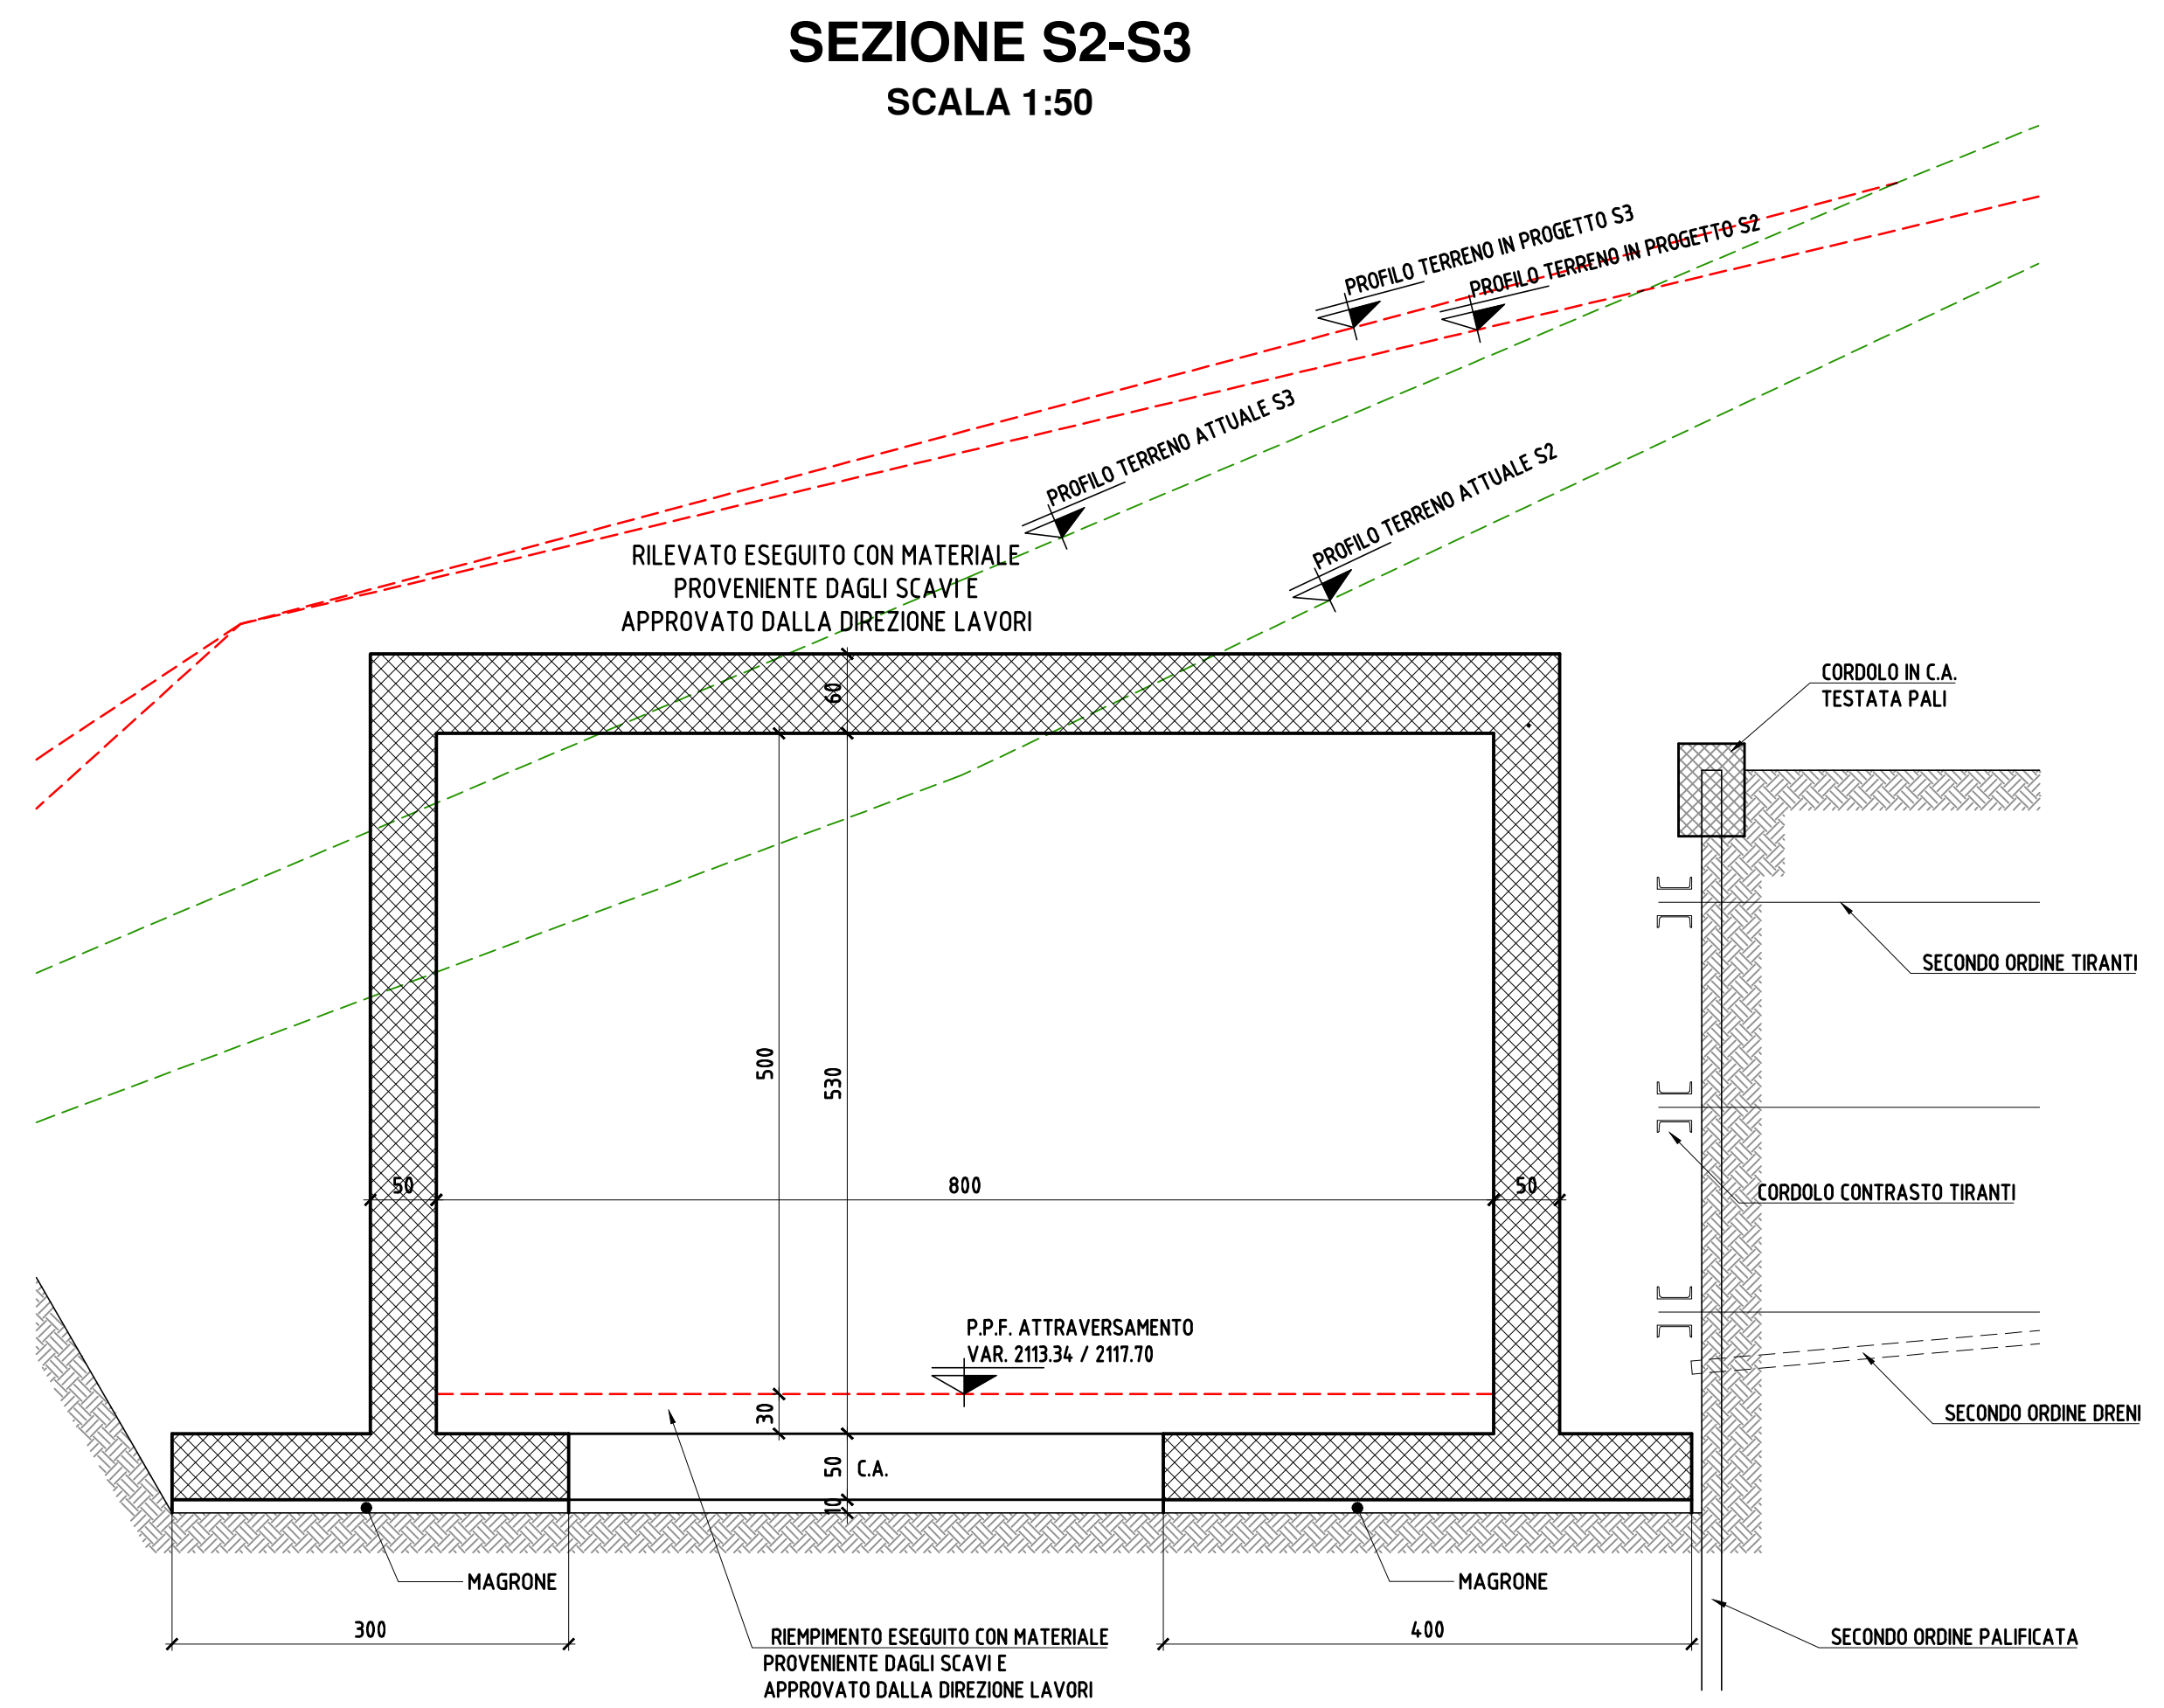 SEZIONE S2-S3
SCALA 1:50
PROFILO TERRENO IN PROGETTO S3
PROFILO TERRENO IN PROGETTO S2
PROFILO TERRENO ATTUALE S3
PROFILO TERRENO ATTUALE S2
RILEVATO ESEGUITO CON MATERIALE
PROVENIENTE DAGLI SCAVI E
APPROVATO DALLA DIREZIONE LAVORI
60
CORDOLO IN C.A.
TESTATA PALI
SECONDO ORDINE TIRANTI
500
530
50
800
50
CORDOLO CONTRASTO TIRANTI
P.P.F. ATTRAVERSAMENTO
VAR. 2113.34 / 2117.70
30
SECONDO ORDINE DRENI
50
C.A.
10
MAGRONE
MAGRONE
300
400
RIEMPIMENTO ESEGUITO CON MATERIALE
PROVENIENTE DAGLI SCAVI E
APPROVATO DALLA DIREZIONE LAVORI
SECONDO ORDINE PALIFICATA